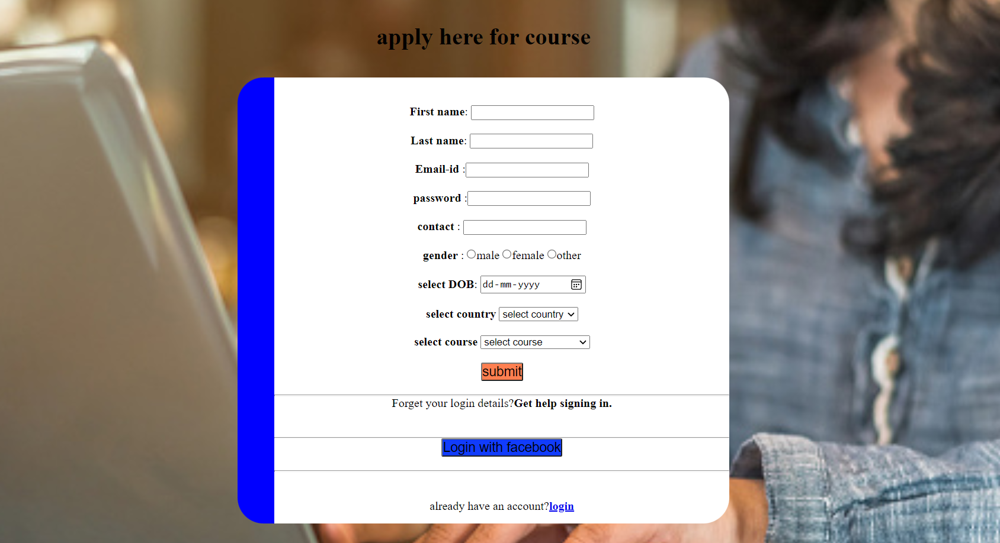 apply here for course
First name:
Last name:
Email-id :
password :
contact :
gender : male female other
select DOB: dd-mm-yyyy
select country select country
select course select course
submit
Forget your login details?Get help signing in.
Login with facebook
already have an account?login